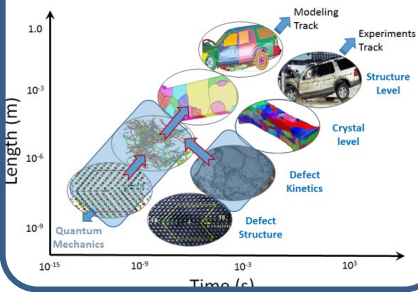 Modeling
Track
Experiments
Track
1.0
Structure
Level
10-3
Crystal
level
Length (m)
10-6
Defect
Kinetics
Defect
Structure
10-9
Quantum
Mechanics
10-15
10-9
10-3
103
Time (s)